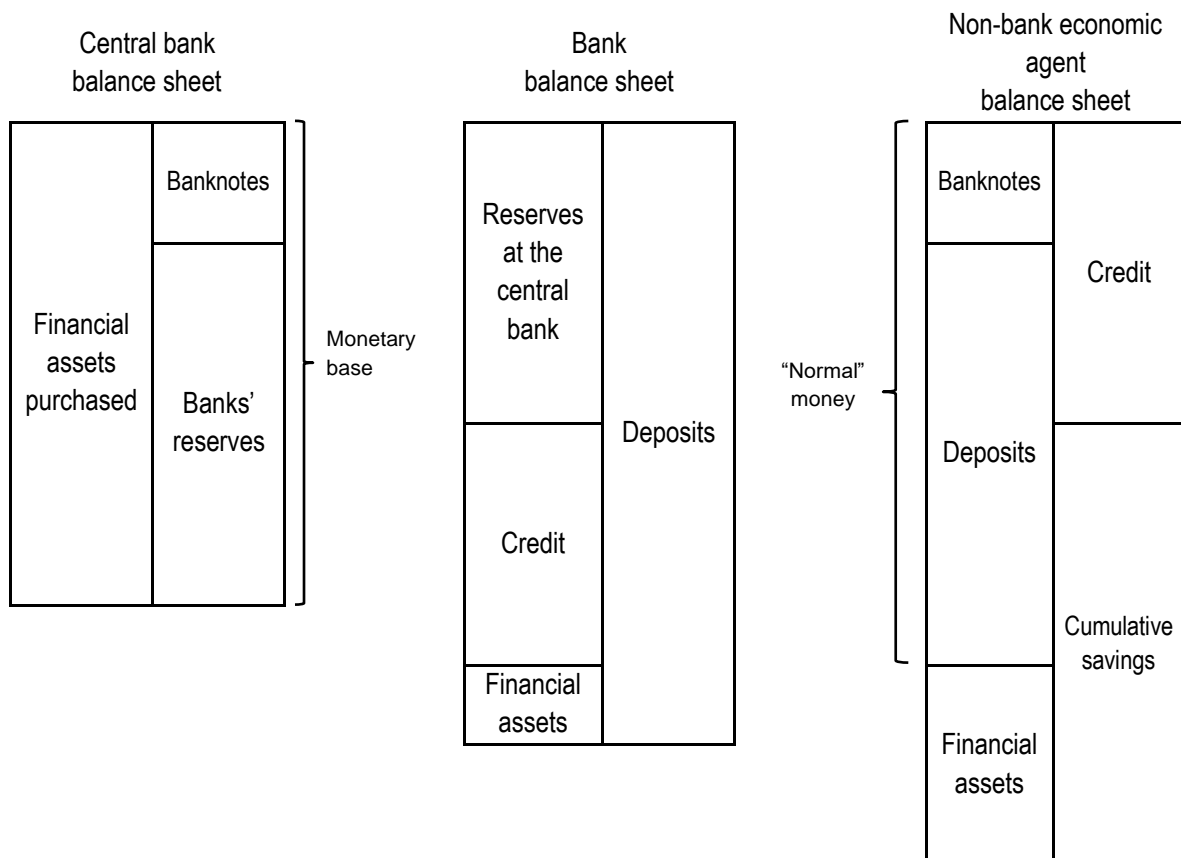 Central bank
balance sheet
Banknotes
Financial
assets
purchased
Banks’
reserves
Monetary
base
Bank
balance sheet
Reserves
at the
central
bank
Deposits
Credit
Financial
assets
Non-bank economic
agent
balance sheet
“Normal”
money
Banknotes
Credit
Deposits
Cumulative
savings
Financial
assets